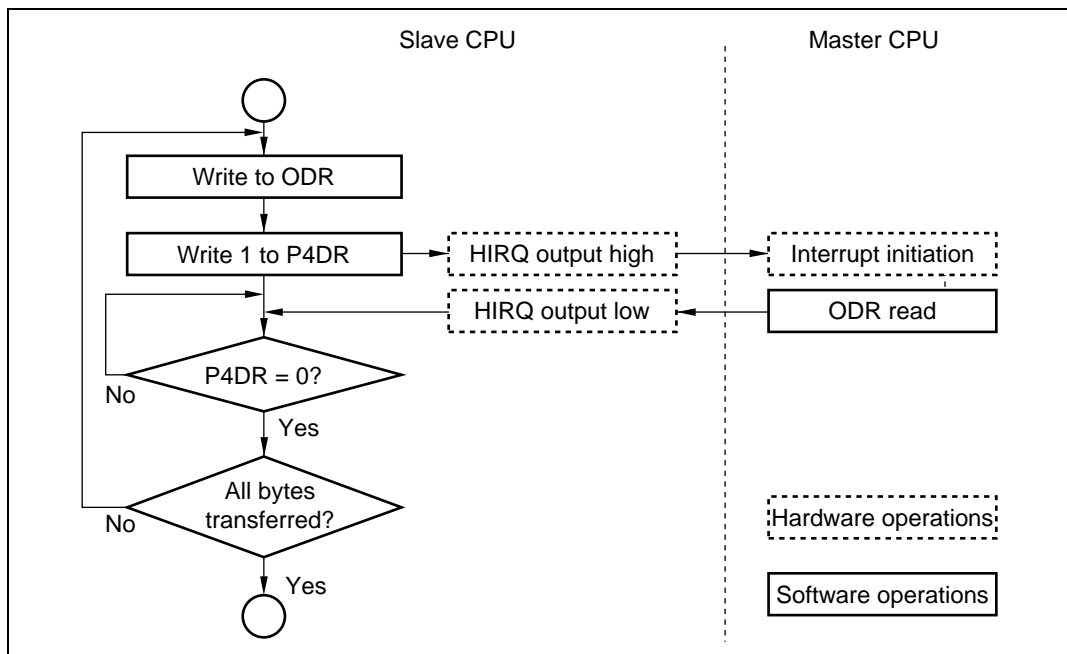 Slave CPU
Master CPU
Write to ODR
Write 1 to P4DR
HIRQ output high
Interrupt initiation
HIRQ output low
ODR read
P4DR = 0?
No
Yes
All bytes
transferred?
No
Yes
Hardware operations
Software operations